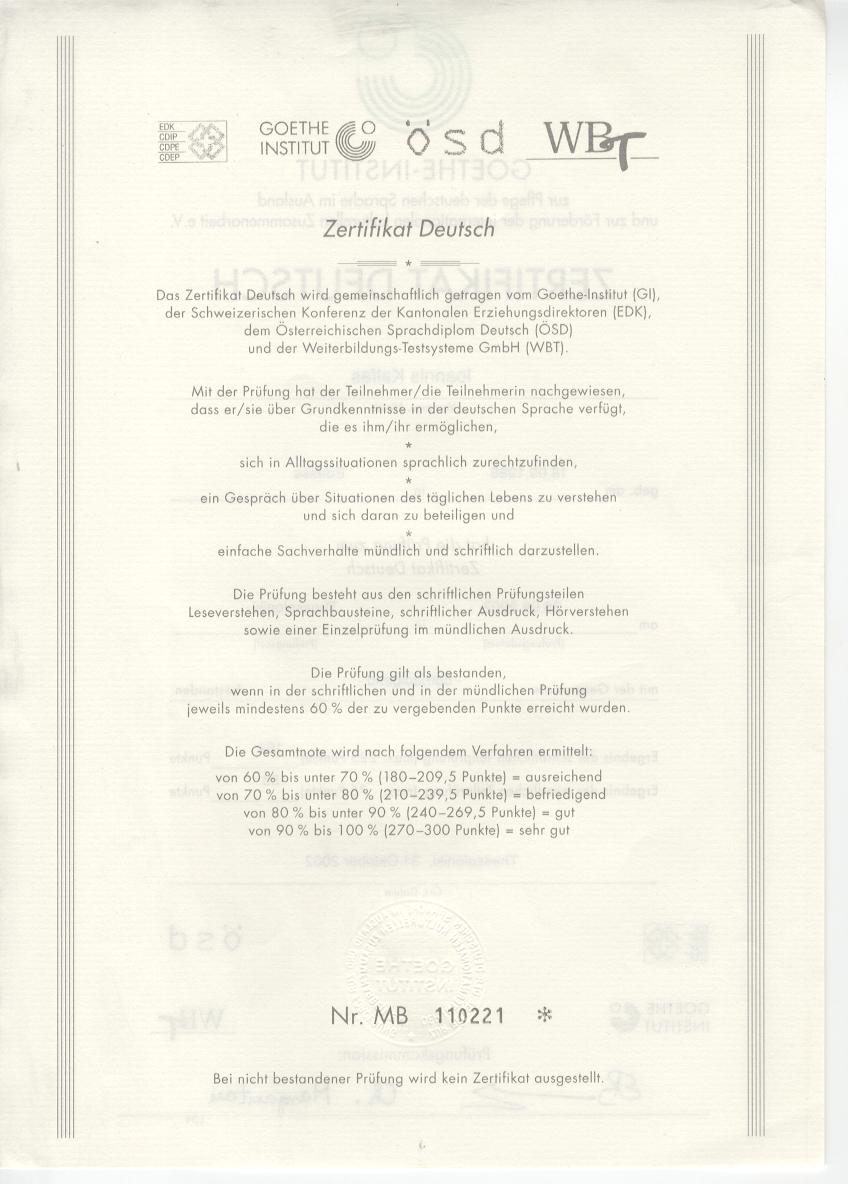 EDK
CDIP
CDPE
CDEP
GOETHE
INSTITUT
ösd
WBT
Zertifikat Deutsch
*
Das Zertifikat Deutsch wird gemeinschaftlich getragen vom Goethe-Institut (GI),
der Schweizerischen Konferenz der Kantonalen Erziehungsdirektoren (EDK),
dem Österreichischen Sprachdiplom Deutsch (ÖSD)
und der Weiterbildungs-Testsysteme GmbH (WBT).
Mit der Prüfung hat der Teilnehmer/die Teilnehmerin nachgewiesen,
dass er/sie über Grundkenntnisse in der deutschen Sprache verfügt,
die es ihm/ihr ermöglichen,
*
sich in Alltagssituationen sprachlich zurechtzufinden,
*
ein Gespräch über Situationen des täglichen Lebens zu verstehen
und sich daran zu beteiligen und
*
einfache Sachverhalte mündlich und schriftlich darzustellen.
Die Prüfung besteht aus den schriftlichen Prüfungsteilen
Leseverstehen, Sprachbausteine, schriftlicher Ausdruck, Hörverstehen
sowie einer Einzelprüfung im mündlichen Ausdruck.
Die Prüfung gilt als bestanden,
wenn in der schriftlichen und in der mündlichen Prüfung
jeweils mindestens 60 % der zu vergebenden Punkte erreicht wurden.
Die Gesamtnote wird nach folgendem Verfahren ermittelt:
von 60 % bis unter 70 % (180–209,5 Punkte) = ausreichend
von 70 % bis unter 80 % (210–239,5 Punkte) = befriedigend
von 80 % bis unter 90 % (240–269,5 Punkte) = gut
von 90 % bis 100 % (270–300 Punkte) = sehr gut
Nr. MB 110221 *
Bei nicht bestandener Prüfung wird kein Zertifikat ausgestellt.